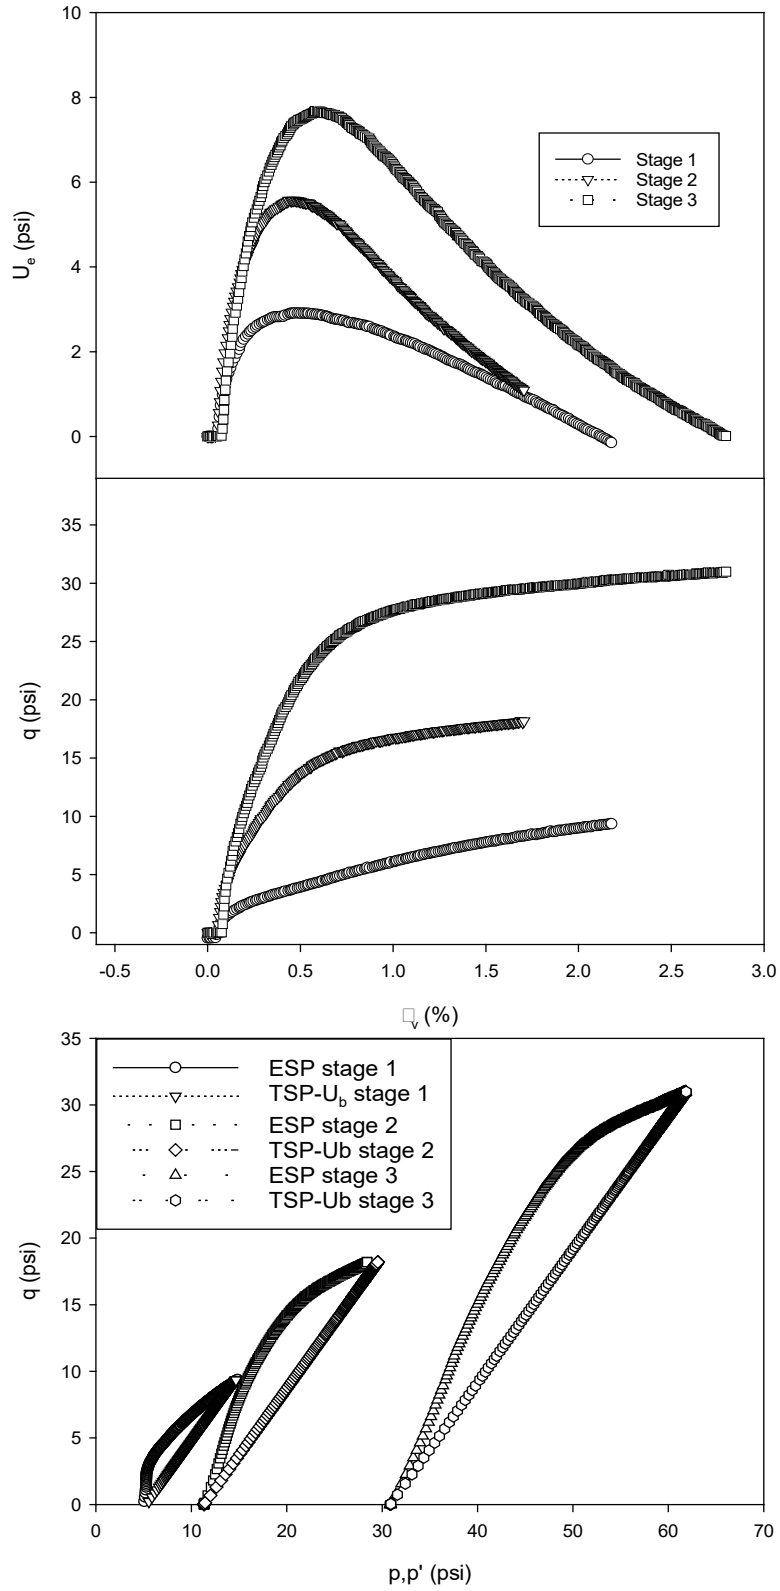 10
8
6
4
2
0
U_e (psi)
Stage 1
Stage 2
Stage 3
35
30
25
20
15
10
5
0
q (psi)
-0.5 0.0 0.5 1.0 1.5 2.0 2.5 3.0
□_v (%)
35
30
25
20
15
10
5
0
q (psi)
ESP stage 1
TSP-U_b stage 1
ESP stage 2
TSP-Ub stage 2
ESP stage 3
TSP-Ub stage 3
0 10 20 30 40 50 60 70
p,p' (psi)